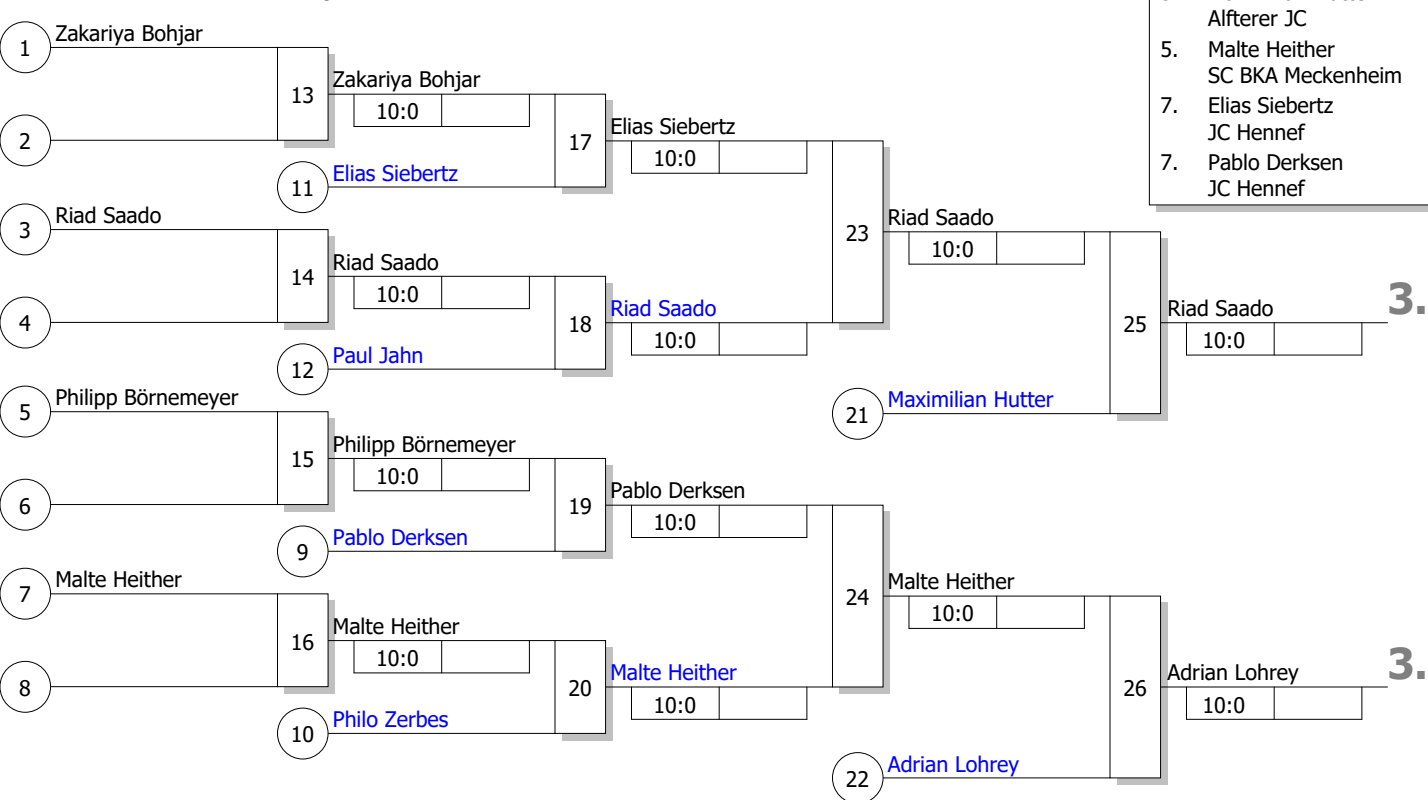 Alfterer JC
5. Malte Heither
SC BKA Meckenheim
7. Elias Siebertz
JC Hennef
7. Pablo Derksen
JC Hennef
1 Zakariya Bohjar
2
13 Zakariya Bohjar
10:0
11 Elias Siebertz
17 Elias Siebertz
10:0
3 Riad Saado
4
14 Riad Saado
10:0
12 Paul Jahn
18 Riad Saado
10:0
23 Riad Saado
10:0
21 Maximilian Hutter
25 Riad Saado 3.
10:0
5 Philipp Börnemeyer
6
15 Philipp Börnemeyer
10:0
9 Pablo Derksen
19 Pablo Derksen
10:0
7 Malte Heither
8
16 Malte Heither
10:0
10 Philo Zerbes
20 Malte Heither
10:0
24 Malte Heither
10:0
22 Adrian Lohrey
26 Adrian Lohrey 3.
10:0